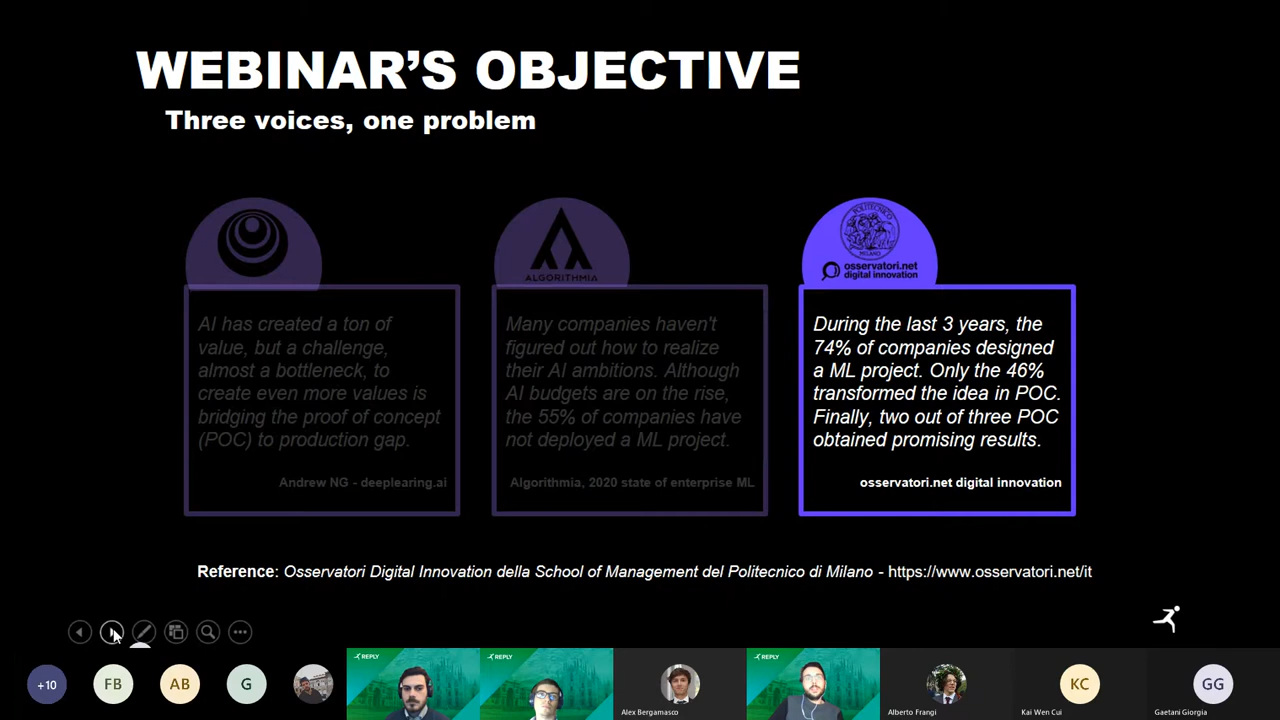 WEBINAR’S OBJECTIVE
Three voices, one problem
AI has created a ton of
value, but a challenge,
almost a bottleneck, to
create even more values is
bridging the proof of concept
(POC) to production gap.
Andrew NG - deeplearing.ai
ALGORITHMIA
Many companies haven't
figured out how to realize
their AI ambitions. Although
AI budgets are on the rise,
the 55% of companies have
not deployed a ML project.
Algorithmia, 2020 state of enterprise ML
POLITECNICO
MILANO
osservatori.net
digital innovation
During the last 3 years, the
74% of companies designed
a ML project. Only the 46%
transformed the idea in POC.
Finally, two out of three POC
obtained promising results.
osservatori.net digital innovation
Reference: Osservatori Digital Innovation della School of Management del Politecnico di Milano - https://www.osservatori.net/it
+10
FB
AB
G
REPLY
REPLY
Alex Bergamasco
REPLY
Alberto Frangi
KC
Kai Wen Cui
GG
Gaetani Giorgia